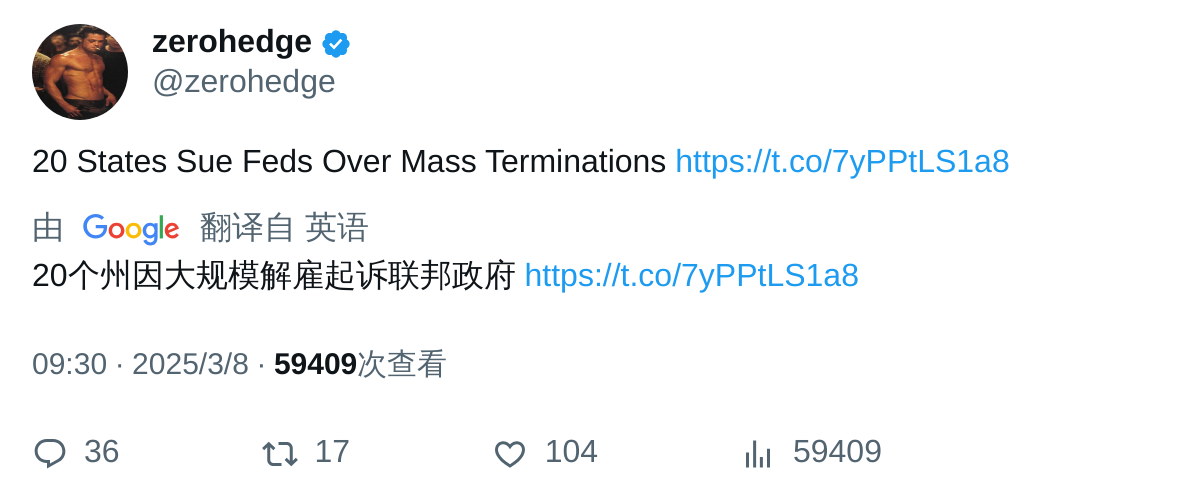 zerohedge
@zerohedge
20 States Sue Feds Over Mass Terminations https://t.co/7yPPtLS1a8
由 Google 翻译自 英语
20个州因大规模解雇起诉联邦政府 https://t.co/7yPPtLS1a8
09:30 · 2025/3/8 · 59409次查看
36 17 104 59409